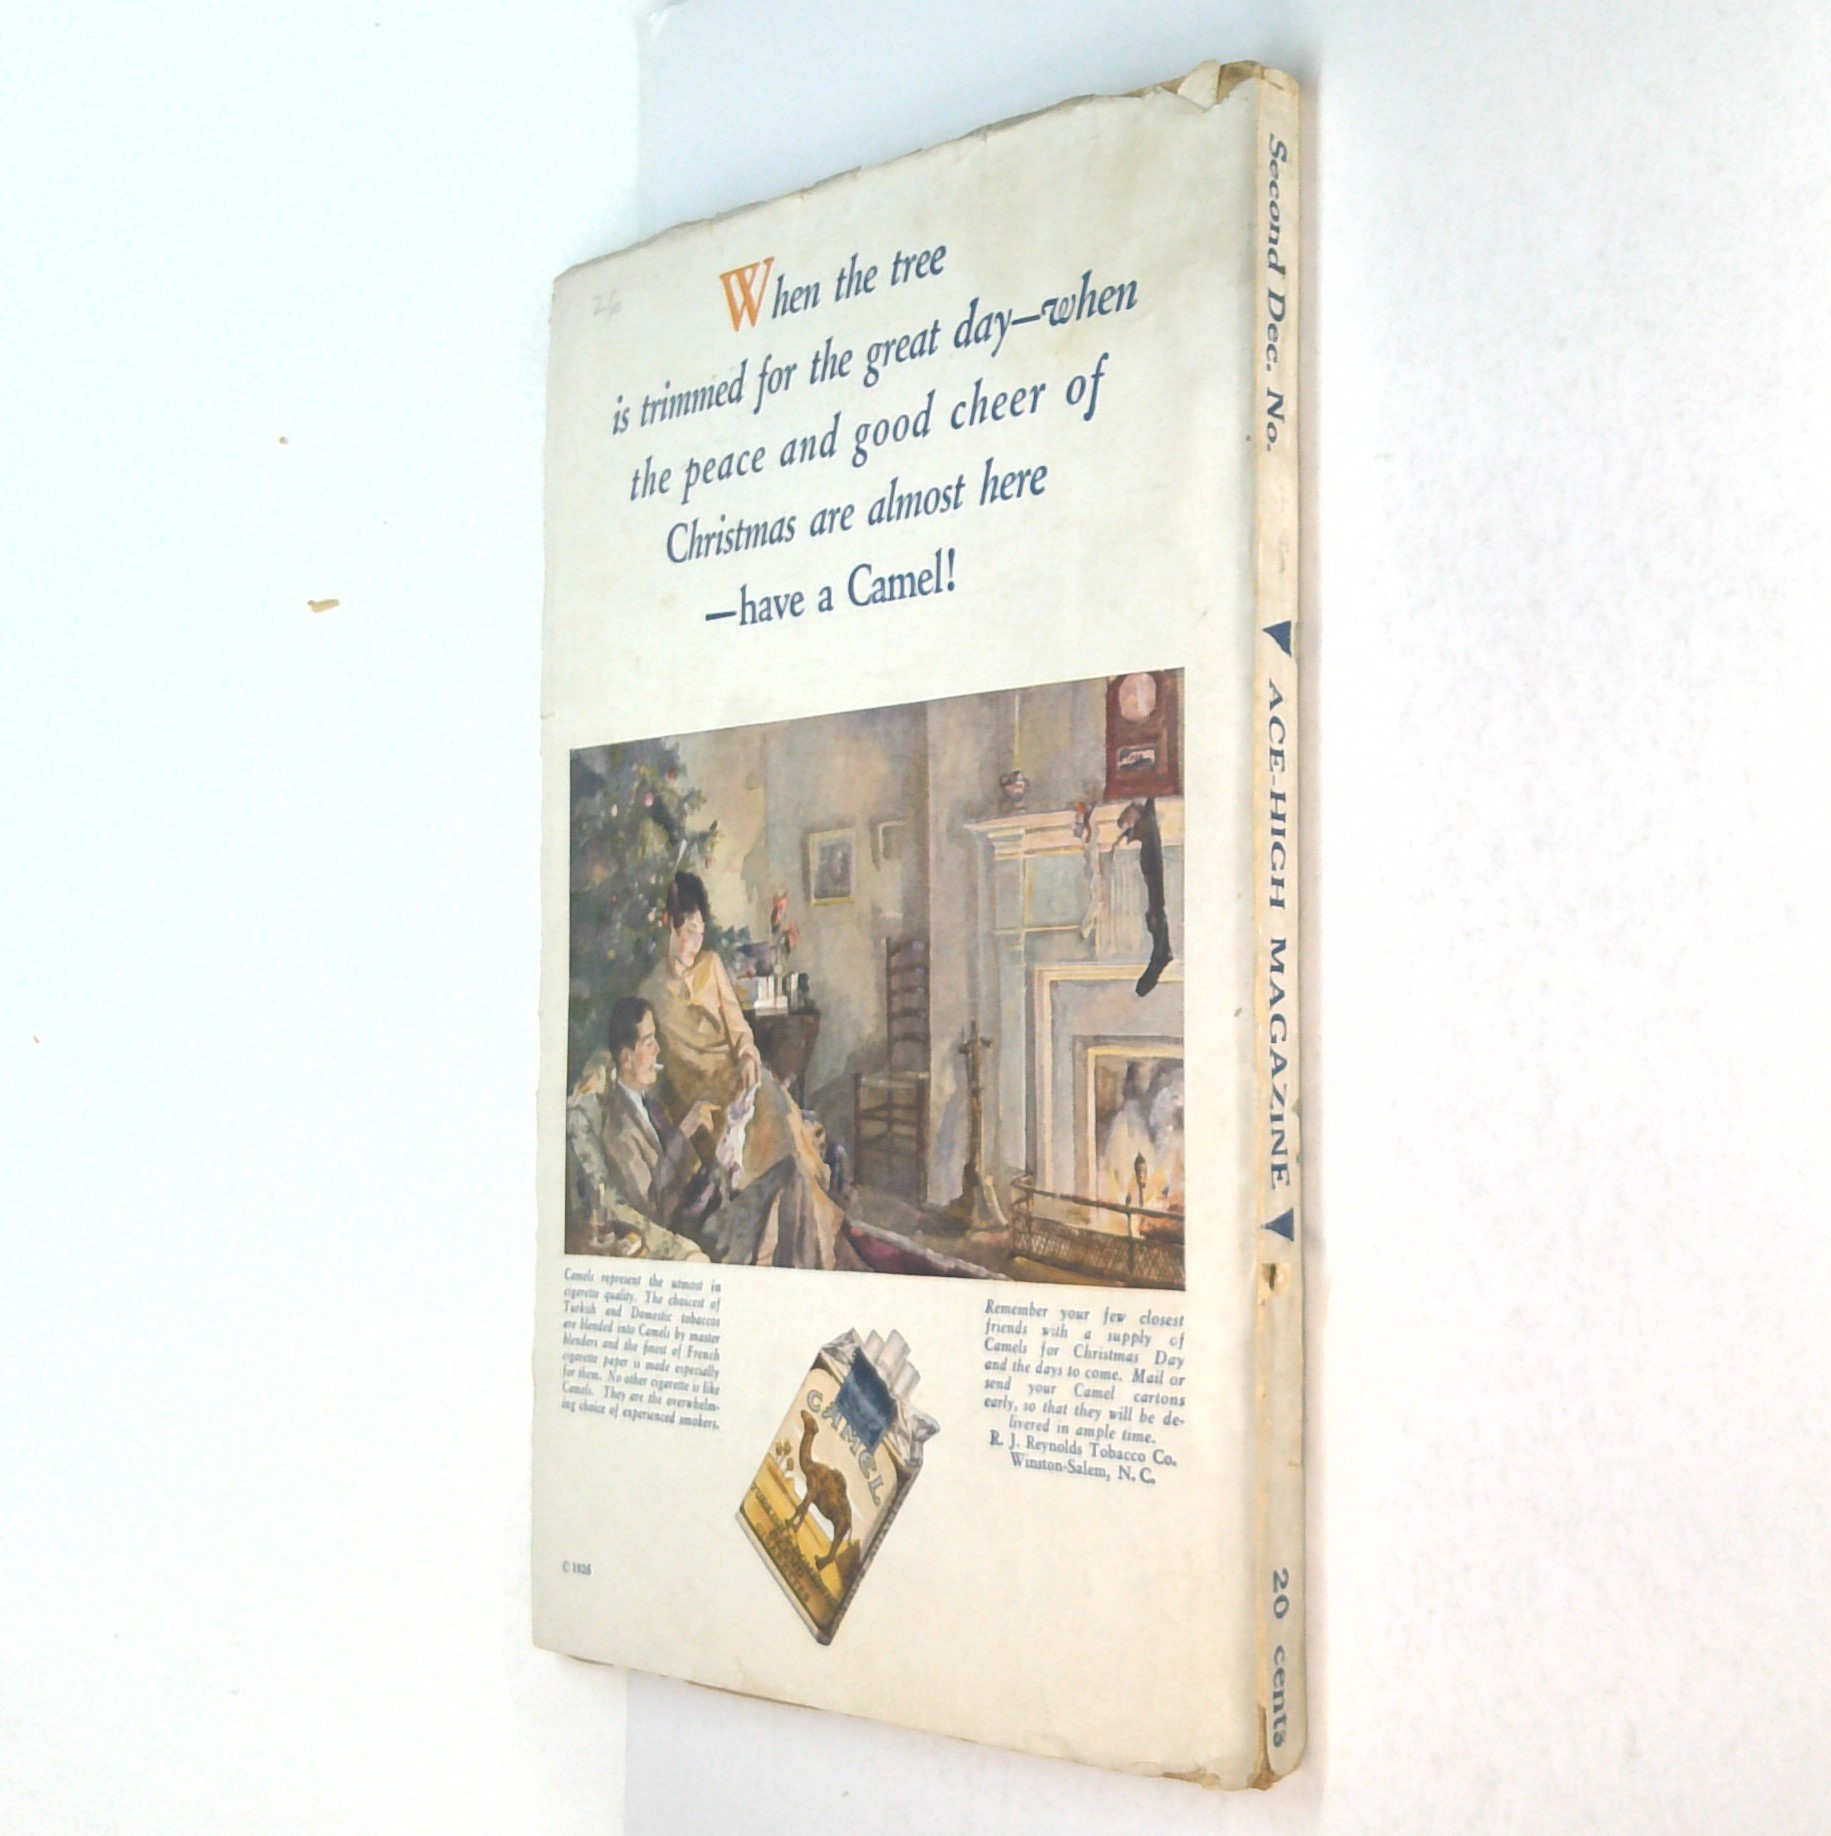 When the tree
is trimmed for the great day—when
the peace and good cheer of
Christmas are almost here
—have a Camel!
Camels represent the utmost in
cigarette quality. The choicest of
Turkish and Domestic tobaccos
are blended into Camels by master
blenders and the finest of French
cigarette paper is made especially
for them. No other cigarette is like
Camels. They are the overwhelm-
ing choice of experienced smokers.
CAMEL
Remember your few closest
friends with a supply of
Camels for Christmas Day
and the days to come. Mail or
send your Camel cartons
early, so that they will be de-
livered in ample time.
R. J. Reynolds Tobacco Co.
Winston-Salem, N. C.
© 1926
Second Dec. No.
ACE-HIGH MAGAZINE
20 cents